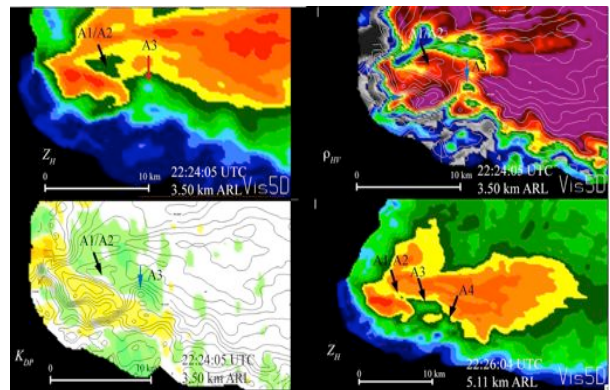 A1/A2
A3
Z_H
22:24:05 UTC
3.50 km ARL
Vis5D
0
10 km
A1/A2
ρ_HV
22:24:05 UTC
3.50 km ARL
Vis5D
0
10 km
A1/A2
A3
K_DP
22:24:05 UTC
3.50 km ARL
0
A1/A2
A3
A4
Z_H
22:26:04 UTC
5.11 km ARL
Vis5D
0
10 km